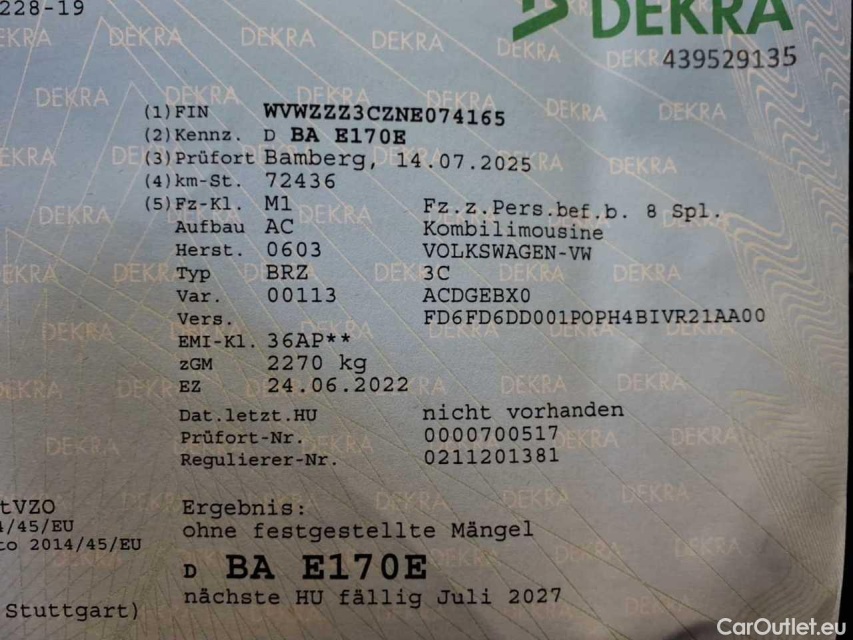 228-19
DEKRA
439529135
(1) FIN WVWZZZ3CZNE074165
(2) Kennz. D BA E170E
(3) Prüfort Bamberg, 14.07.2025
(4) km-St. 72436
(5) Fz-Kl. M1 Fz.z.Pers.bef.b. 8 Spl.
Aufbau AC Kombilimousine
Herst. 0603 VOLKSWAGEN-VW
Typ BRZ 3C
Var. 00113 ACDGEBX0
Vers. FD6FD6DD001POPH4BIVR21AA00
EMI-Kl. 36AP**
zGM 2270 kg
EZ 24.06.2022
Dat.letzt.HU nicht vorhanden
Prüfort-Nr. 0000700517
Regulierer-Nr. 0211201381
tVZO Ergebnis:
4/45/EU ohne festgestellte Mängel
to 2014/45/EU
D BA E170E
nächste HU fällig Juli 2027
Stuttgart)
CarOutlet.eu